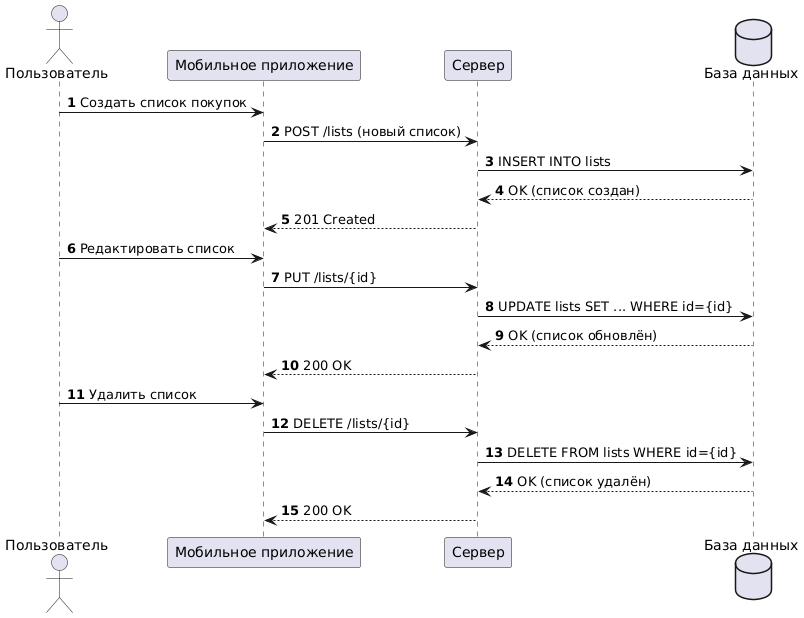 Пользователь
Мобильное приложение
Сервер
База данных
1 Создать список покупок
2 POST /lists (новый список)
3 INSERT INTO lists
4 OK (список создан)
5 201 Created
6 Редактировать список
7 PUT /lists/{id}
8 UPDATE lists SET ... WHERE id={id}
9 OK (список обновлён)
10 200 OK
11 Удалить список
12 DELETE /lists/{id}
13 DELETE FROM lists WHERE id={id}
14 OK (список удалён)
15 200 OK
Пользователь
Мобильное приложение
Сервер
База данных